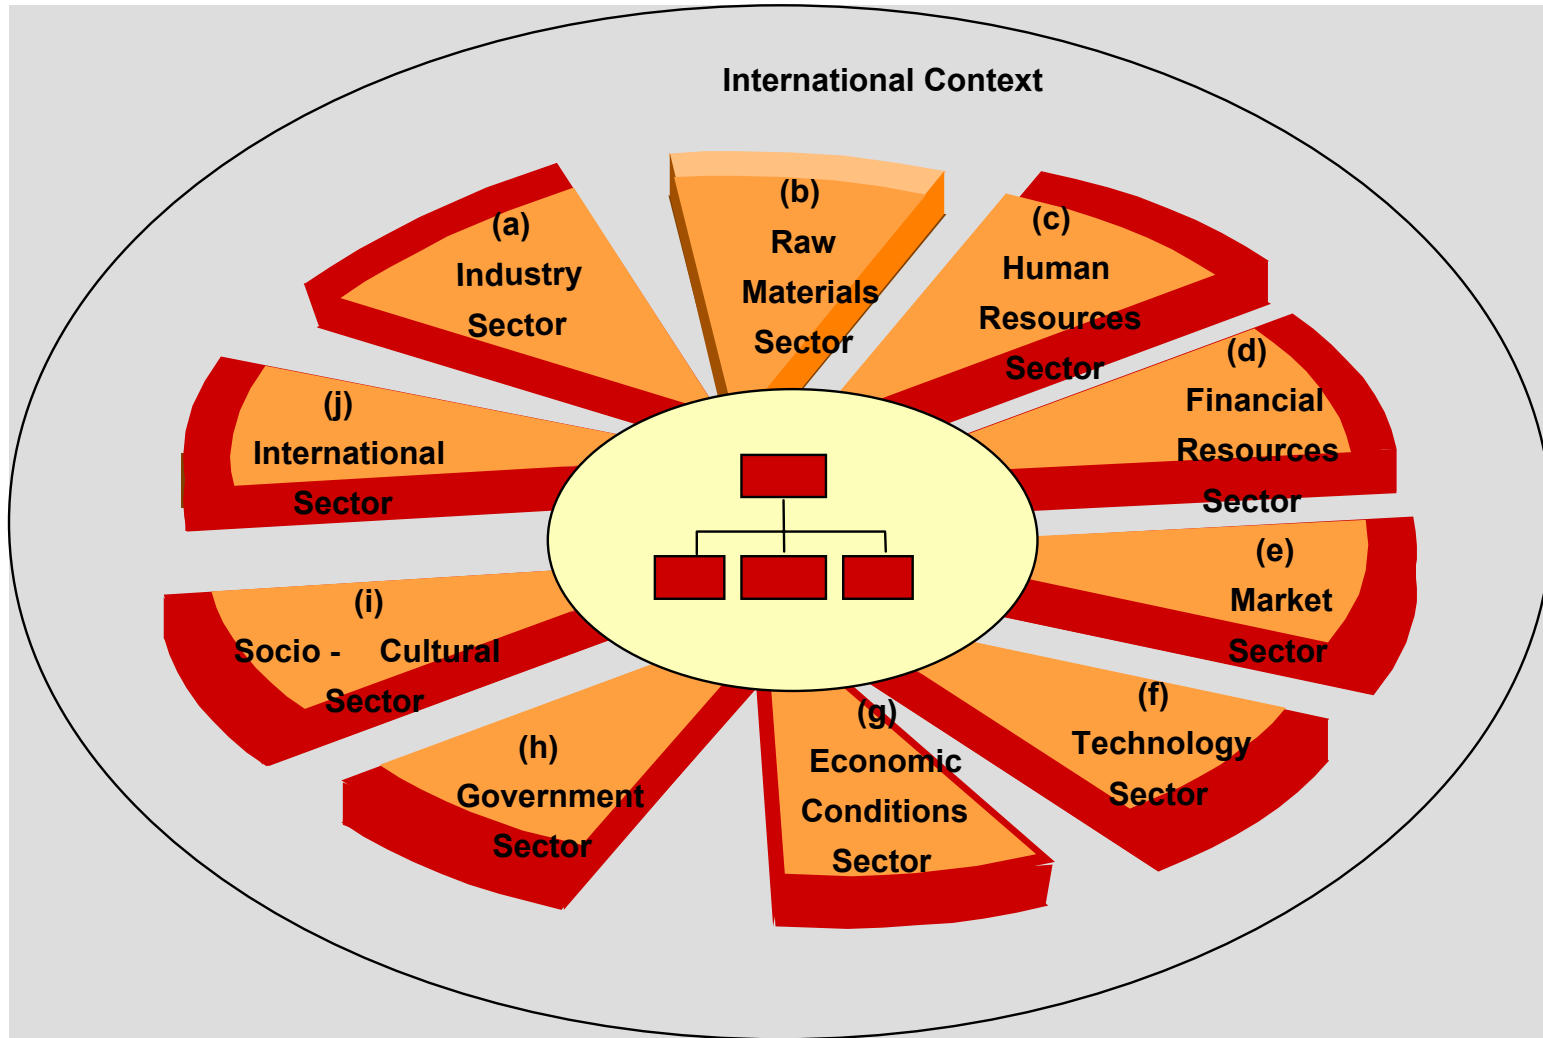 International Context
(a)
Industry
Sector
(b)
Raw
Materials
Sector
(c)
Human
Resources
Sector
(d)
Financial
Resources
Sector
(e)
Market
Sector
(f)
Technology
Sector
(g)
Economic
Conditions
Sector
(h)
Government
Sector
(i)
Socio - Cultural
Sector
(j)
International
Sector